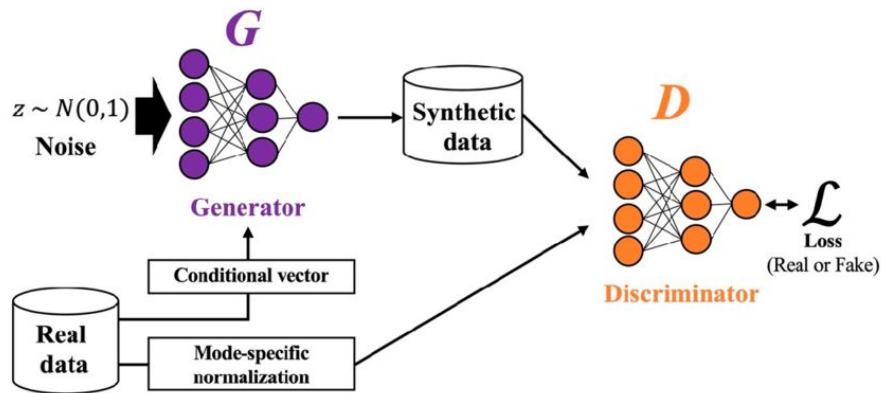 G
z ~ N(0,1)
Noise
Generator
Synthetic
data
D
ℒ
Loss
(Real or Fake)
Discriminator
Conditional vector
Real
data
Mode-specific
normalization